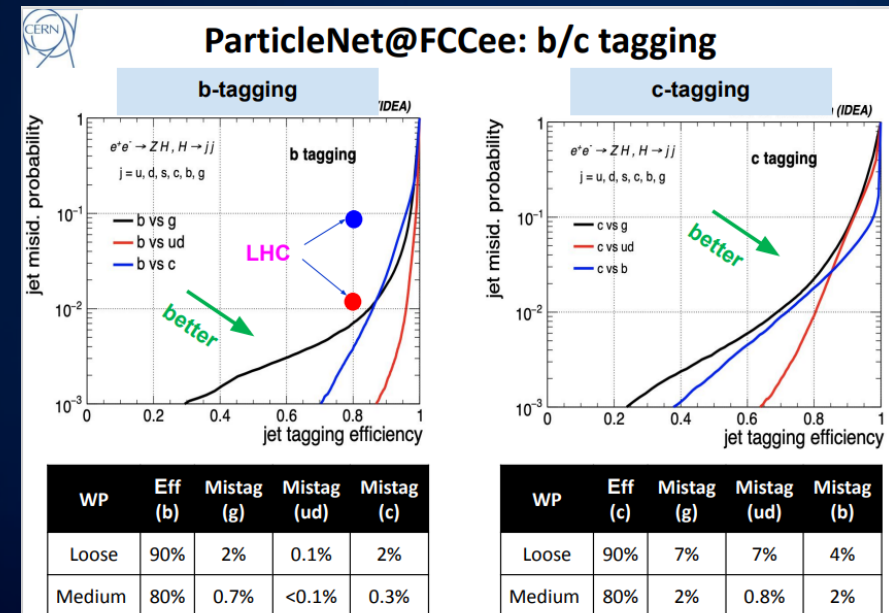 CERN
ParticleNet@FCCee: b/c tagging
b-tagging
(IDEA)
jet misid. probability
1
10⁻¹
10⁻²
10⁻³
e⁺e⁻ → ZH, H → jj
j = u, d, s, c, b, g
b tagging
b vs g
b vs ud
b vs c
LHC
better
0 0.2 0.4 0.6 0.8 1
jet tagging efficiency
WP Eff (b) Mistag (g) Mistag (ud) Mistag (c)
Loose 90% 2% 0.1% 2%
Medium 80% 0.7% <0.1% 0.3%
c-tagging
(IDEA)
jet misid. probability
1
10⁻¹
10⁻²
10⁻³
e⁺e⁻ → ZH, H → jj
j = u, d, s, c, b, g
c tagging
c vs g
c vs ud
c vs b
better
0 0.2 0.4 0.6 0.8 1
jet tagging efficiency
WP Eff (c) Mistag (g) Mistag (ud) Mistag (b)
Loose 90% 7% 7% 4%
Medium 80% 2% 0.8% 2%